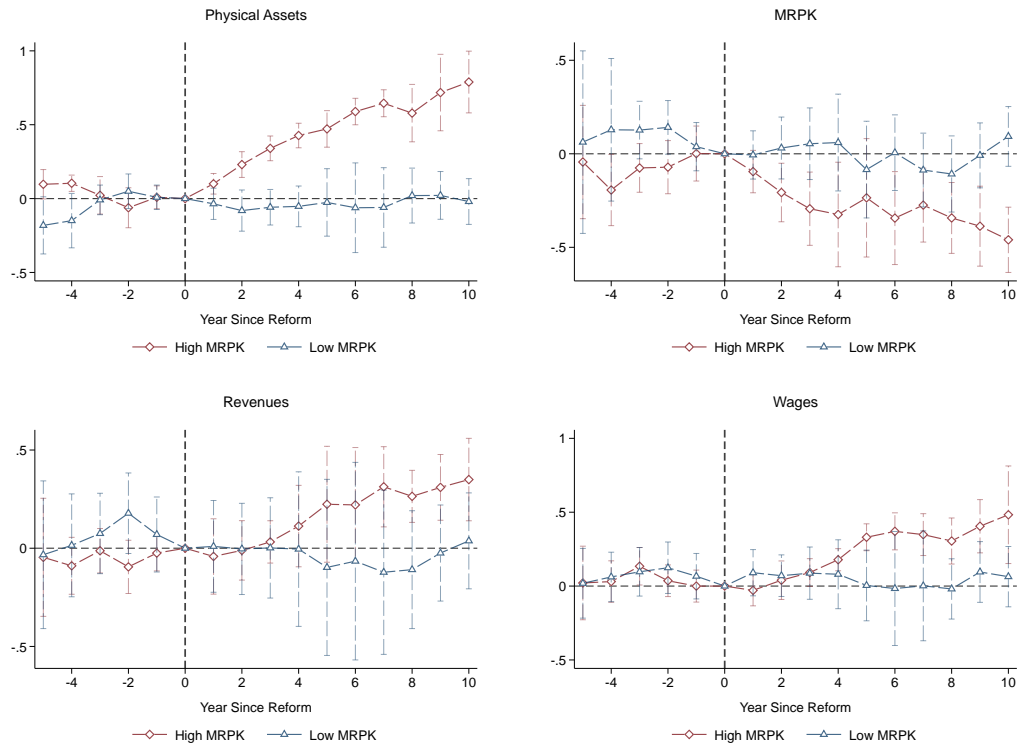 Physical Assets
1
.5
0
-.5
-4 -2 0 2 4 6 8 10
Year Since Reform
High MRPK Low MRPK
MRPK
.5
0
-.5
-4 -2 0 2 4 6 8 10
Year Since Reform
High MRPK Low MRPK
Revenues
.5
0
-.5
-4 -2 0 2 4 6 8 10
Year Since Reform
High MRPK Low MRPK
Wages
1
.5
0
-.5
-4 -2 0 2 4 6 8 10
Year Since Reform
High MRPK Low MRPK